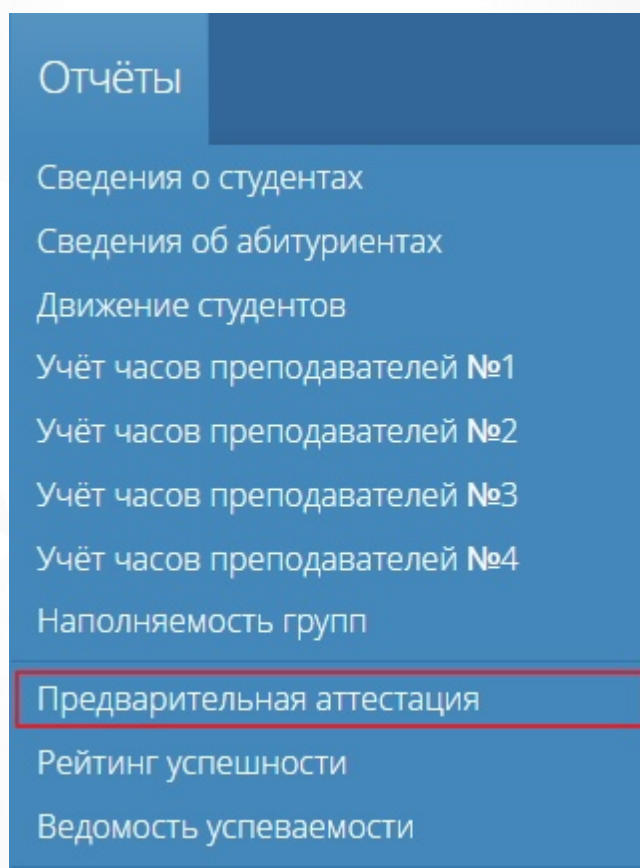 Отчёты
Сведения о студентах
Сведения об абитуриентах
Движение студентов
Учёт часов преподавателей №1
Учёт часов преподавателей №2
Учёт часов преподавателей №3
Учёт часов преподавателей №4
Наполняемость групп
Предварительная аттестация
Рейтинг успешности
Ведомость успеваемости